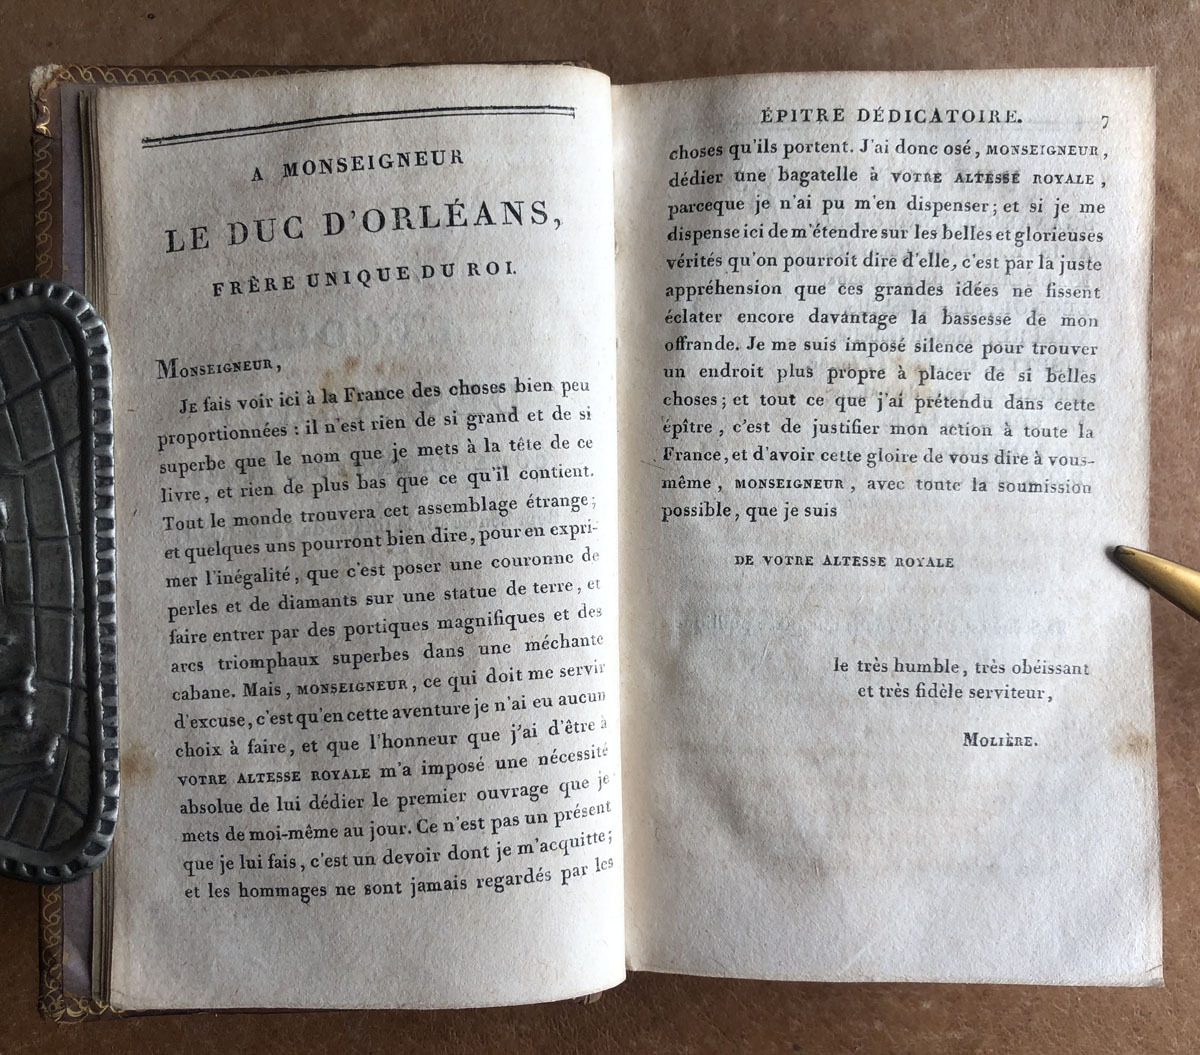 A MONSEIGNEUR
LE DUC D'ORLÉANS,
FRÈRE UNIQUE DU ROI.
MONSEIGNEUR,
JE fais voir ici à la France des choses bien peu
proportionnées : il n'est rien de si grand et de si
superbe que le nom que je mets à la tête de ce
livre, et rien de plus bas que ce qu'il contient.
Tout le monde trouvera cet assemblage étrange ;
et quelques uns pourront bien dire, pour en expri-
mer l'inégalité, que c'est poser une couronne de
perles et de diamants sur une statue de terre, et
faire entrer par des portiques magnifiques et des
arcs triomphaux superbes dans une méchante
cabane. Mais, MONSEIGNEUR, ce qui doit me servir
d'excuse, c'est qu'en cette aventure je n'ai eu aucun
choix à faire, et que l'honneur que j'ai d'être à
VOTRE ALTESSE ROYALE m'a imposé une nécessité
absolue de lui dédier le premier ouvrage que je
mets de moi-même au jour. Ce n'est pas un présent
que je lui fais, c'est un devoir dont je m'acquitte ;
et les hommages ne sont jamais regardés par les
ÉPITRE DÉDICATOIRE. 7
choses qu'ils portent. J'ai donc osé, MONSEIGNEUR,
dédier une bagatelle à VOTRE ALTESSE ROYALE,
parceque je n'ai pu m'en dispenser ; et si je me
dispense ici de m'étendre sur les belles et glorieuses
vérités qu'on pourroit dire d'elle, c'est par la juste
appréhension que ces grandes idées ne fissent
éclater encore davantage la bassesse de mon
offrande. Je me suis imposé silence pour trouver
un endroit plus propre à placer de si belles
choses ; et tout ce que j'ai prétendu dans cette
épître, c'est de justifier mon action à toute la
France, et d'avoir cette gloire de vous dire à vous-
même, MONSEIGNEUR, avec toute la soumission
possible, que je suis
DE VOTRE ALTESSE ROYALE
le très humble, très obéissant
et très fidèle serviteur,
MOLIÈRE.